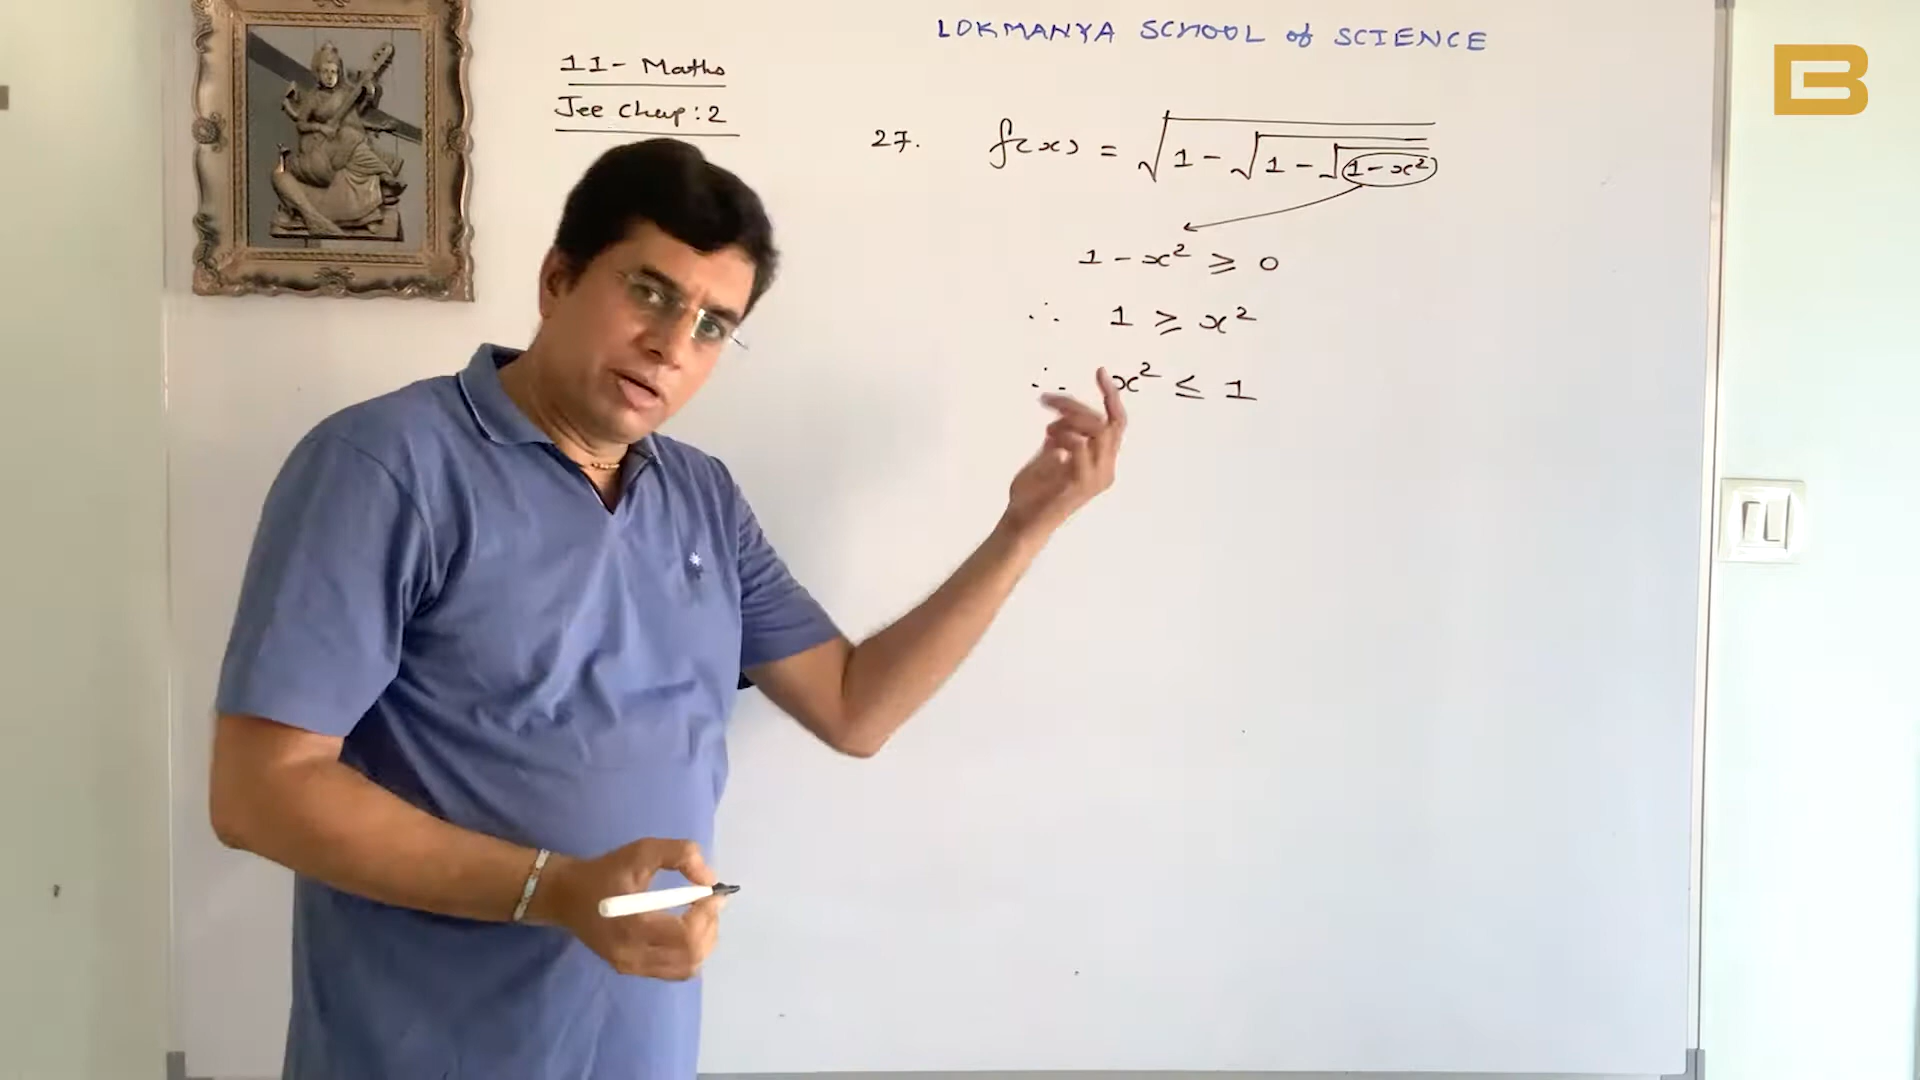 LOKMANYA SCHOOL of SCIENCE
11 - Maths
Jee Chap : 2
27. f(x) = √(1 - √(1 - √(1 - x²)))
1 - x² ≥ 0
∴ 1 ≥ x²
∴ x² ≤ 1